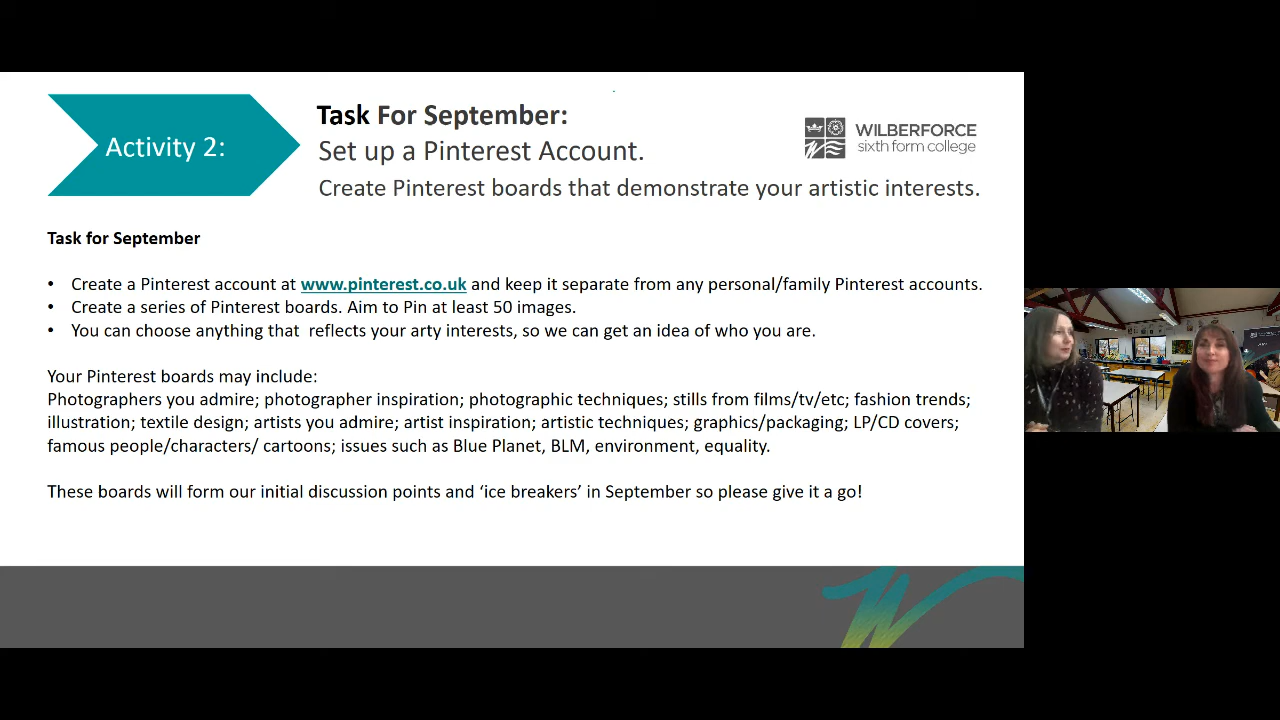 Activity 2:
Task For September:
Set up a Pinterest Account.
Create Pinterest boards that demonstrate your artistic interests.
WILBERFORCE
sixth form college
Task for September
• Create a Pinterest account at www.pinterest.co.uk and keep it separate from any personal/family Pinterest accounts.
• Create a series of Pinterest boards. Aim to Pin at least 50 images.
• You can choose anything that  reflects your arty interests, so we can get an idea of who you are.
Your Pinterest boards may include:
Photographers you admire; photographer inspiration; photographic techniques; stills from films/tv/etc; fashion trends;
illustration; textile design; artists you admire; artist inspiration; artistic techniques; graphics/packaging; LP/CD covers;
famous people/characters/ cartoons; issues such as Blue Planet, BLM, environment, equality.
These boards will form our initial discussion points and ‘ice breakers’ in September so please give it a go!